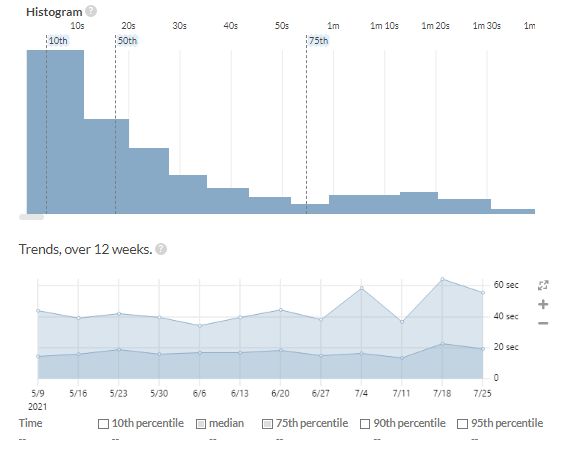 Histogram ?
10s 20s 30s 40s 50s 1m 1m 10s 1m 20s 1m 30s 1m
10th 50th 75th
Trends, over 12 weeks. ?
60 sec
40 sec
20 sec
0
5/9 5/16 5/23 5/30 6/6 6/13 6/20 6/27 7/4 7/11 7/18 7/25
2021
Time 10th percentile median 75th percentile 90th percentile 95th percentile
-- -- -- -- -- --